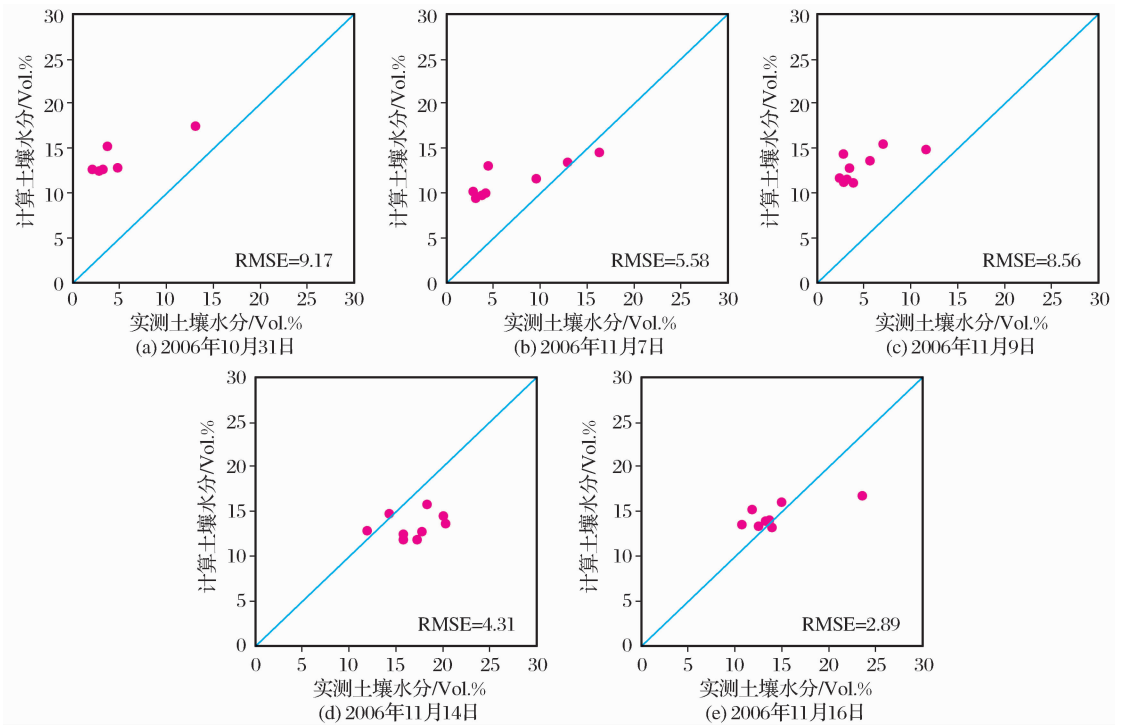 30
25
20
15
10
5
0
计算土壤水分/Vol.%
RMSE=9.17
0 5 10 15 20 25 30
实测土壤水分/Vol.%
(a) 2006年10月31日
30
25
20
15
10
5
0
计算土壤水分/Vol.%
RMSE=5.58
0 5 10 15 20 25 30
实测土壤水分/Vol.%
(b) 2006年11月7日
30
25
20
15
10
5
0
计算土壤水分/Vol.%
RMSE=8.56
0 5 10 15 20 25 30
实测土壤水分/Vol.%
(c) 2006年11月9日
30
25
20
15
10
5
0
计算土壤水分/Vol.%
RMSE=4.31
0 5 10 15 20 25 30
实测土壤水分/Vol.%
(d) 2006年11月14日
30
25
20
15
10
5
0
计算土壤水分/Vol.%
RMSE=2.89
0 5 10 15 20 25 30
实测土壤水分/Vol.%
(e) 2006年11月16日